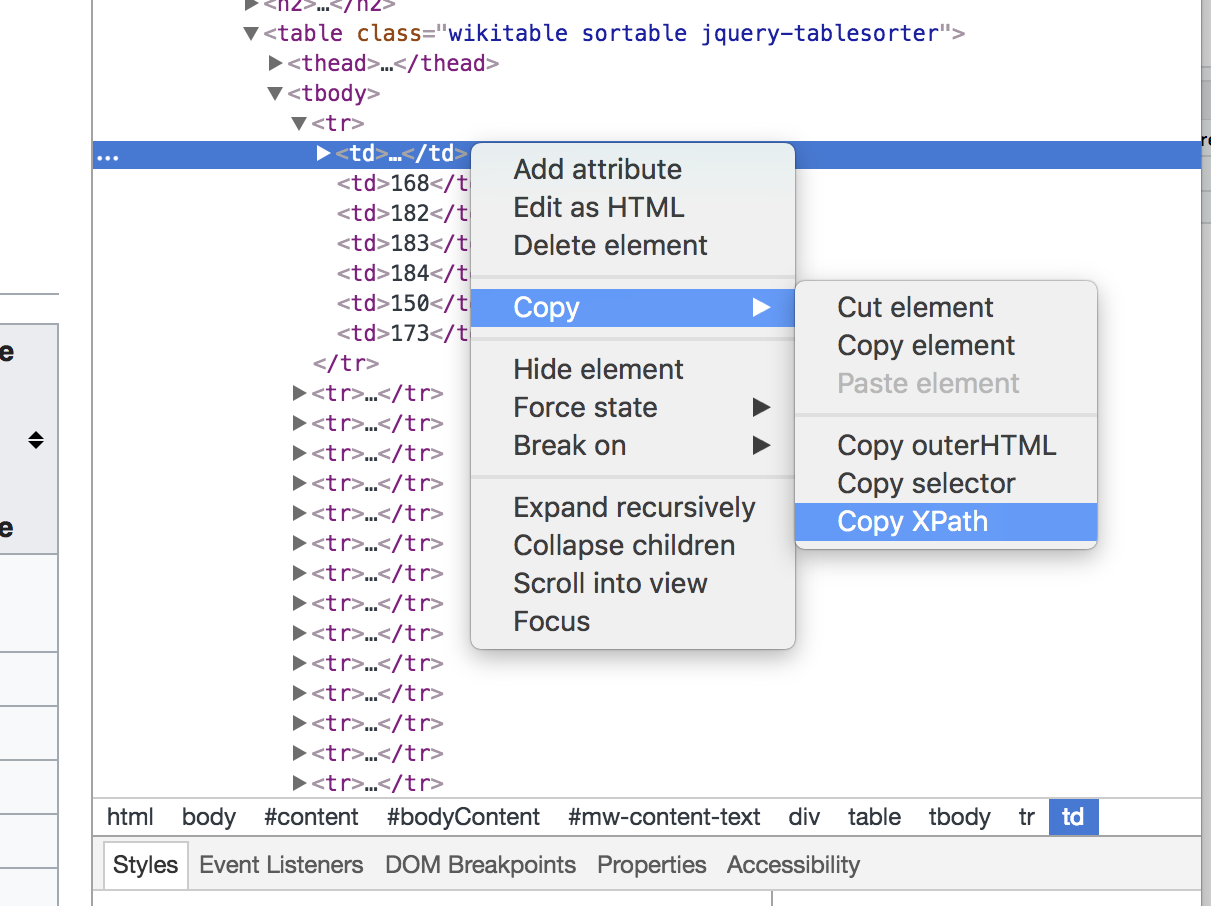 ▶<h2>…</h2>
▼<table class="wikitable sortable jquery-tablesorter">
▶<thead>…</thead>
▼<tbody>
▼<tr>
… ▶<td>…</td>
<td>168</t
<td>182</t
<td>183</t
<td>184</t
<td>150</t
<td>173</t
</tr>
▶<tr>…</tr>
▶<tr>…</tr>
▶<tr>…</tr>
▶<tr>…</tr>
▶<tr>…</tr>
▶<tr>…</tr>
▶<tr>…</tr>
▶<tr>…</tr>
▶<tr>…</tr>
▶<tr>…</tr>
▶<tr>…</tr>
▶<tr>…</tr>
▶<tr>…</tr>
▶<tr>…</tr>
Add attribute
Edit as HTML
Delete element
Copy ▶
Hide element
Force state ▶
Break on ▶
Expand recursively
Collapse children
Scroll into view
Focus
Cut element
Copy element
Paste element
Copy outerHTML
Copy selector
Copy XPath
e
e
re
html body #content #bodyContent #mw-content-text div table tbody tr td
Styles Event Listeners DOM Breakpoints Properties Accessibility